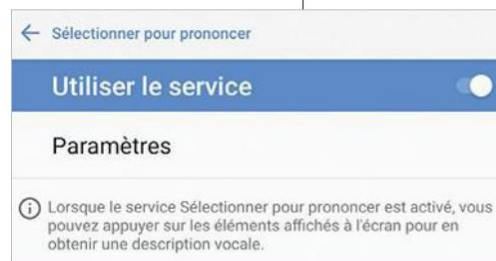 Sélectionner pour prononcer
Utiliser le service
Paramètres
Lorsque le service Sélectionner pour prononcer est activé, vous
pouvez appuyer sur les éléments affichés à l'écran pour en
obtenir une description vocale.